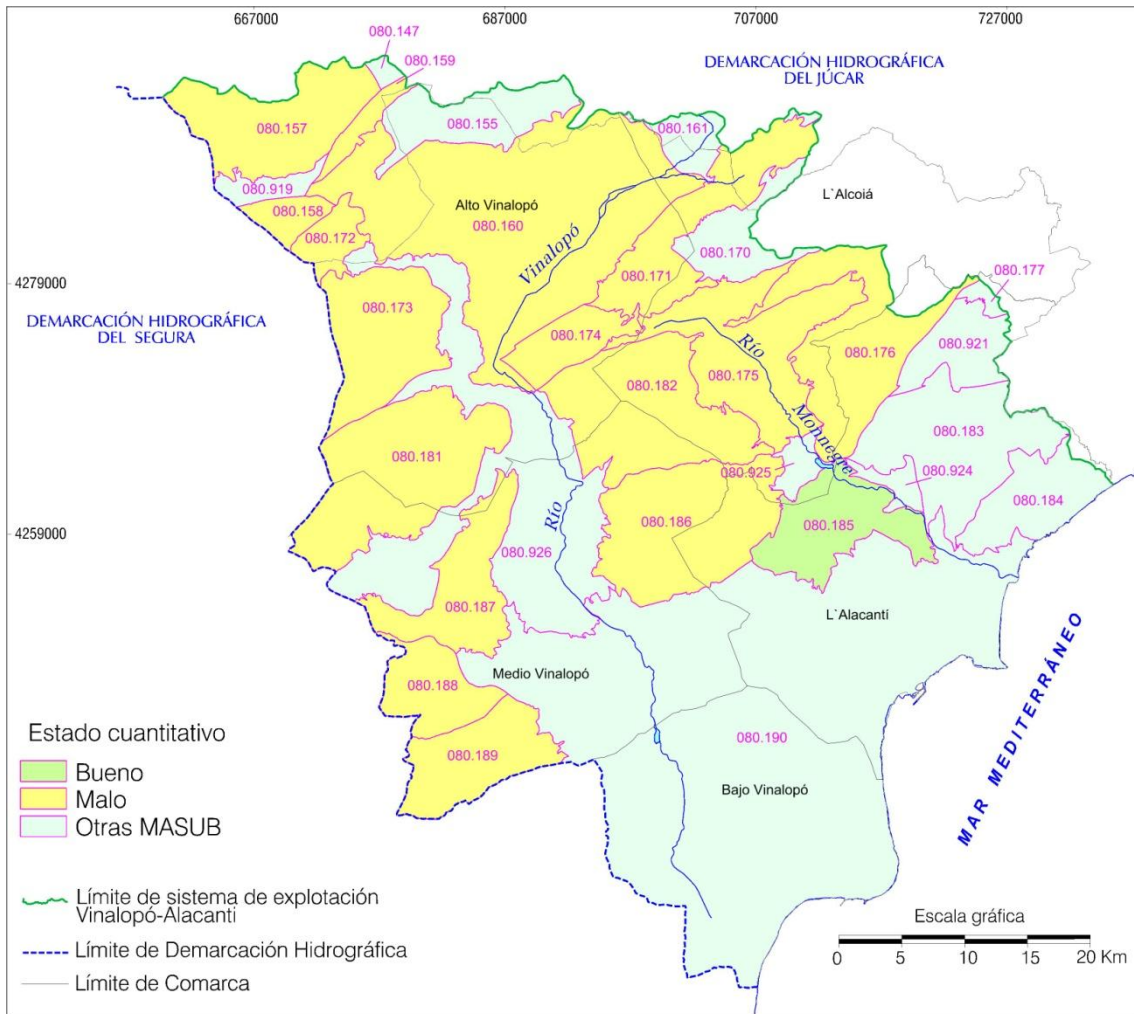 667000
687000
707000
727000
080.147
080.159
DEMARCACIÓN HIDROGRÁFICA
DEL JÚCAR
080.157
080.155
080.161
080.919
080.158
080.172
Alto Vinalopó
080.160
L`Alcoiá
Vinalopó
080.170
080.171
080.177
4279000
080.173
DEMARCACIÓN HIDROGRÁFICA
DEL SEGURA
080.174
080.182
080.175
Río
080.176
080.921
Monnegre
080.181
080.183
080.925
080.924
080.184
4259000
Río
080.186
080.185
080.926
080.187
L`Alacantí
Medio Vinalopó
080.188
080.189
080.190
Bajo Vinalopó
MAR MEDITERRÁNEO
Estado cuantitativo
Bueno
Malo
Otras MASUB
Límite de sistema de explotación
Vinalopó-Alacanti
Límite de Demarcación Hidrográfica
Límite de Comarca
Escala gráfica
0 5 10 15 20 Km